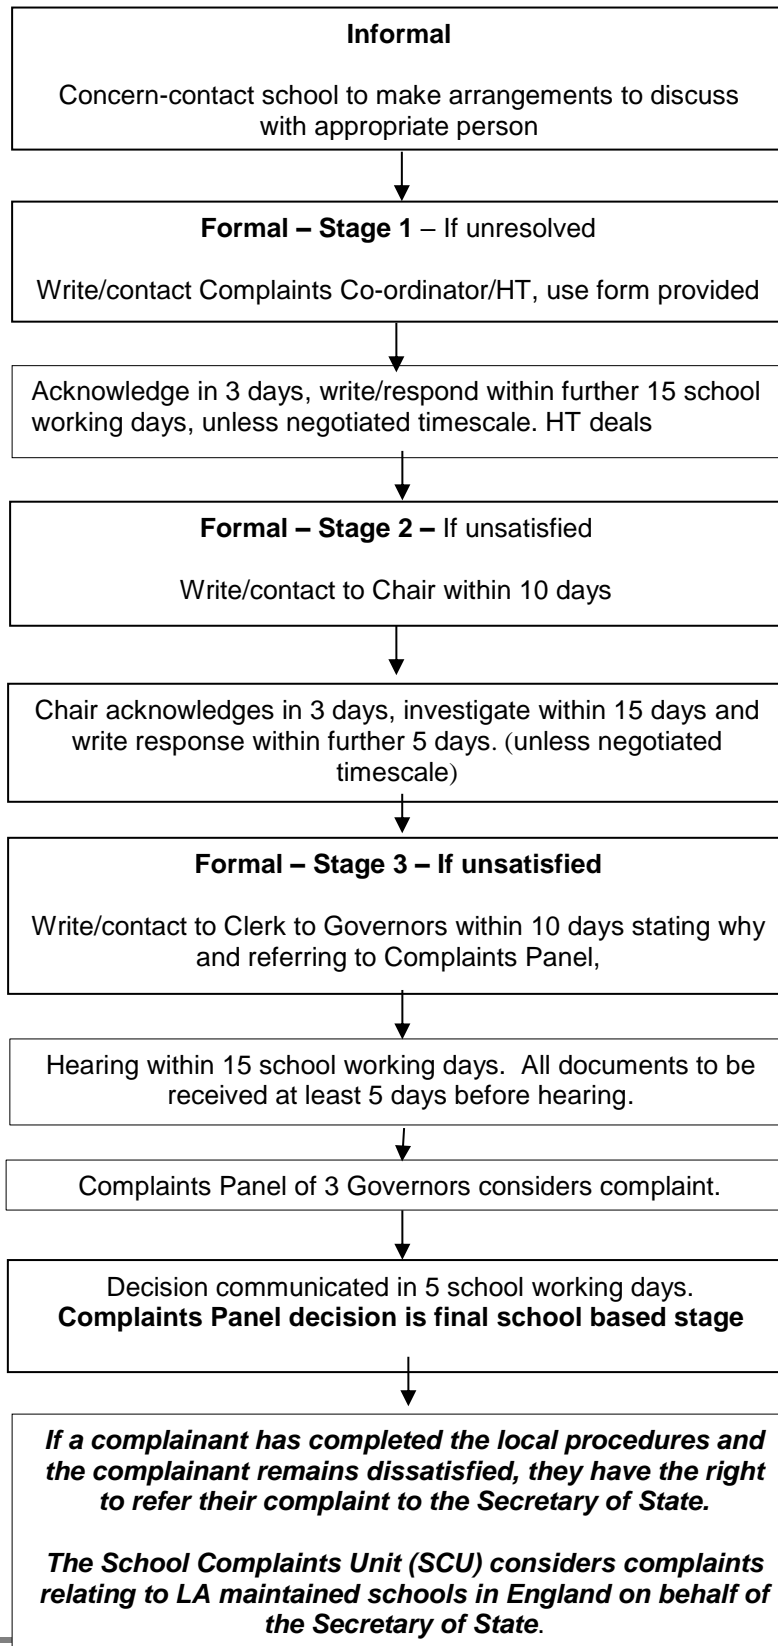 Informal
Concern-contact school to make arrangements to discuss
with appropriate person
Formal – Stage 1 – If unresolved
Write/contact Complaints Co-ordinator/HT, use form provided
Acknowledge in 3 days, write/respond within further 15 school
working days, unless negotiated timescale. HT deals
Formal – Stage 2 – If unsatisfied
Write/contact to Chair within 10 days
Chair acknowledges in 3 days, investigate within 15 days and
write response within further 5 days. (unless negotiated
timescale)
Formal – Stage 3 – If unsatisfied
Write/contact to Clerk to Governors within 10 days stating why
and referring to Complaints Panel,
Hearing within 15 school working days.  All documents to be
received at least 5 days before hearing.
Complaints Panel of 3 Governors considers complaint.
Decision communicated in 5 school working days.
Complaints Panel decision is final school based stage
If a complainant has completed the local procedures and
the complainant remains dissatisfied, they have the right
to refer their complaint to the Secretary of State.
The School Complaints Unit (SCU) considers complaints
relating to LA maintained schools in England on behalf of
the Secretary of State.